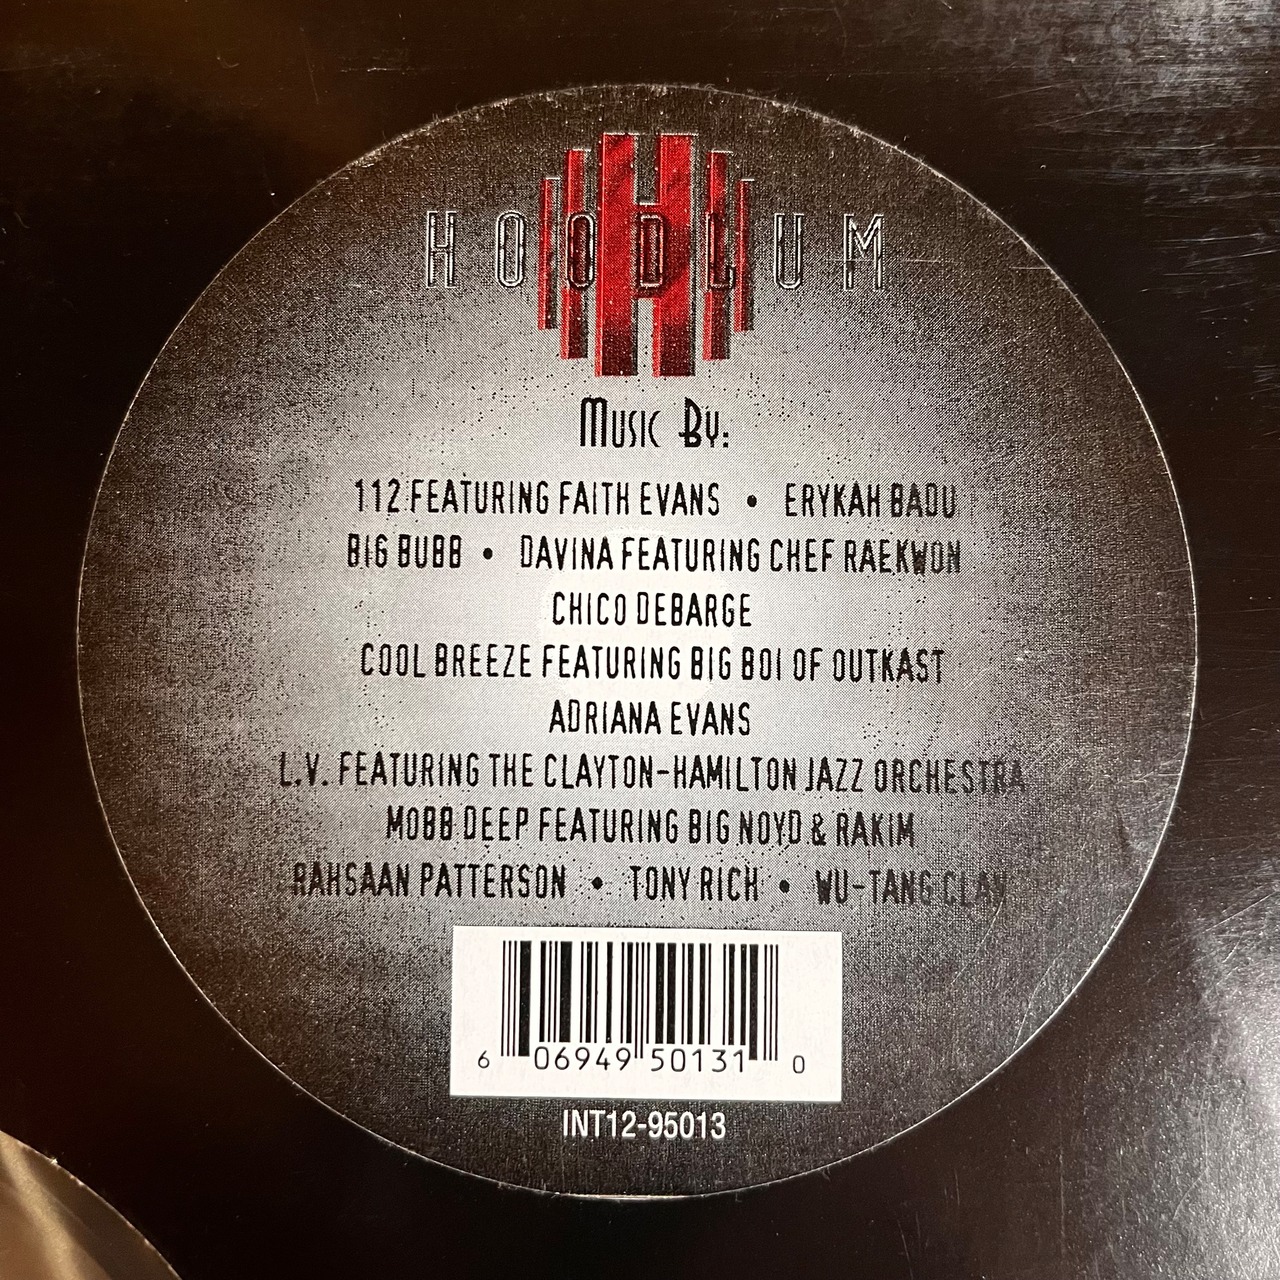 H
HOODLUM
Music By:
112 FEATURING FAITH EVANS • ERYKAH BADU
BIG BUBB • DAVINA FEATURING CHEF RAEKWON
CHICO DEBARGE
COOL BREEZE FEATURING BIG BOI OF OUTKAST
ADRIANA EVANS
L.V. FEATURING THE CLAYTON-HAMILTON JAZZ ORCHESTRA
MOBB DEEP FEATURING BIG NOYD & RAKIM
RAHSAAN PATTERSON • TONY RICH • WU-TANG CLAN
6 06949 50131 0
INT12-95013